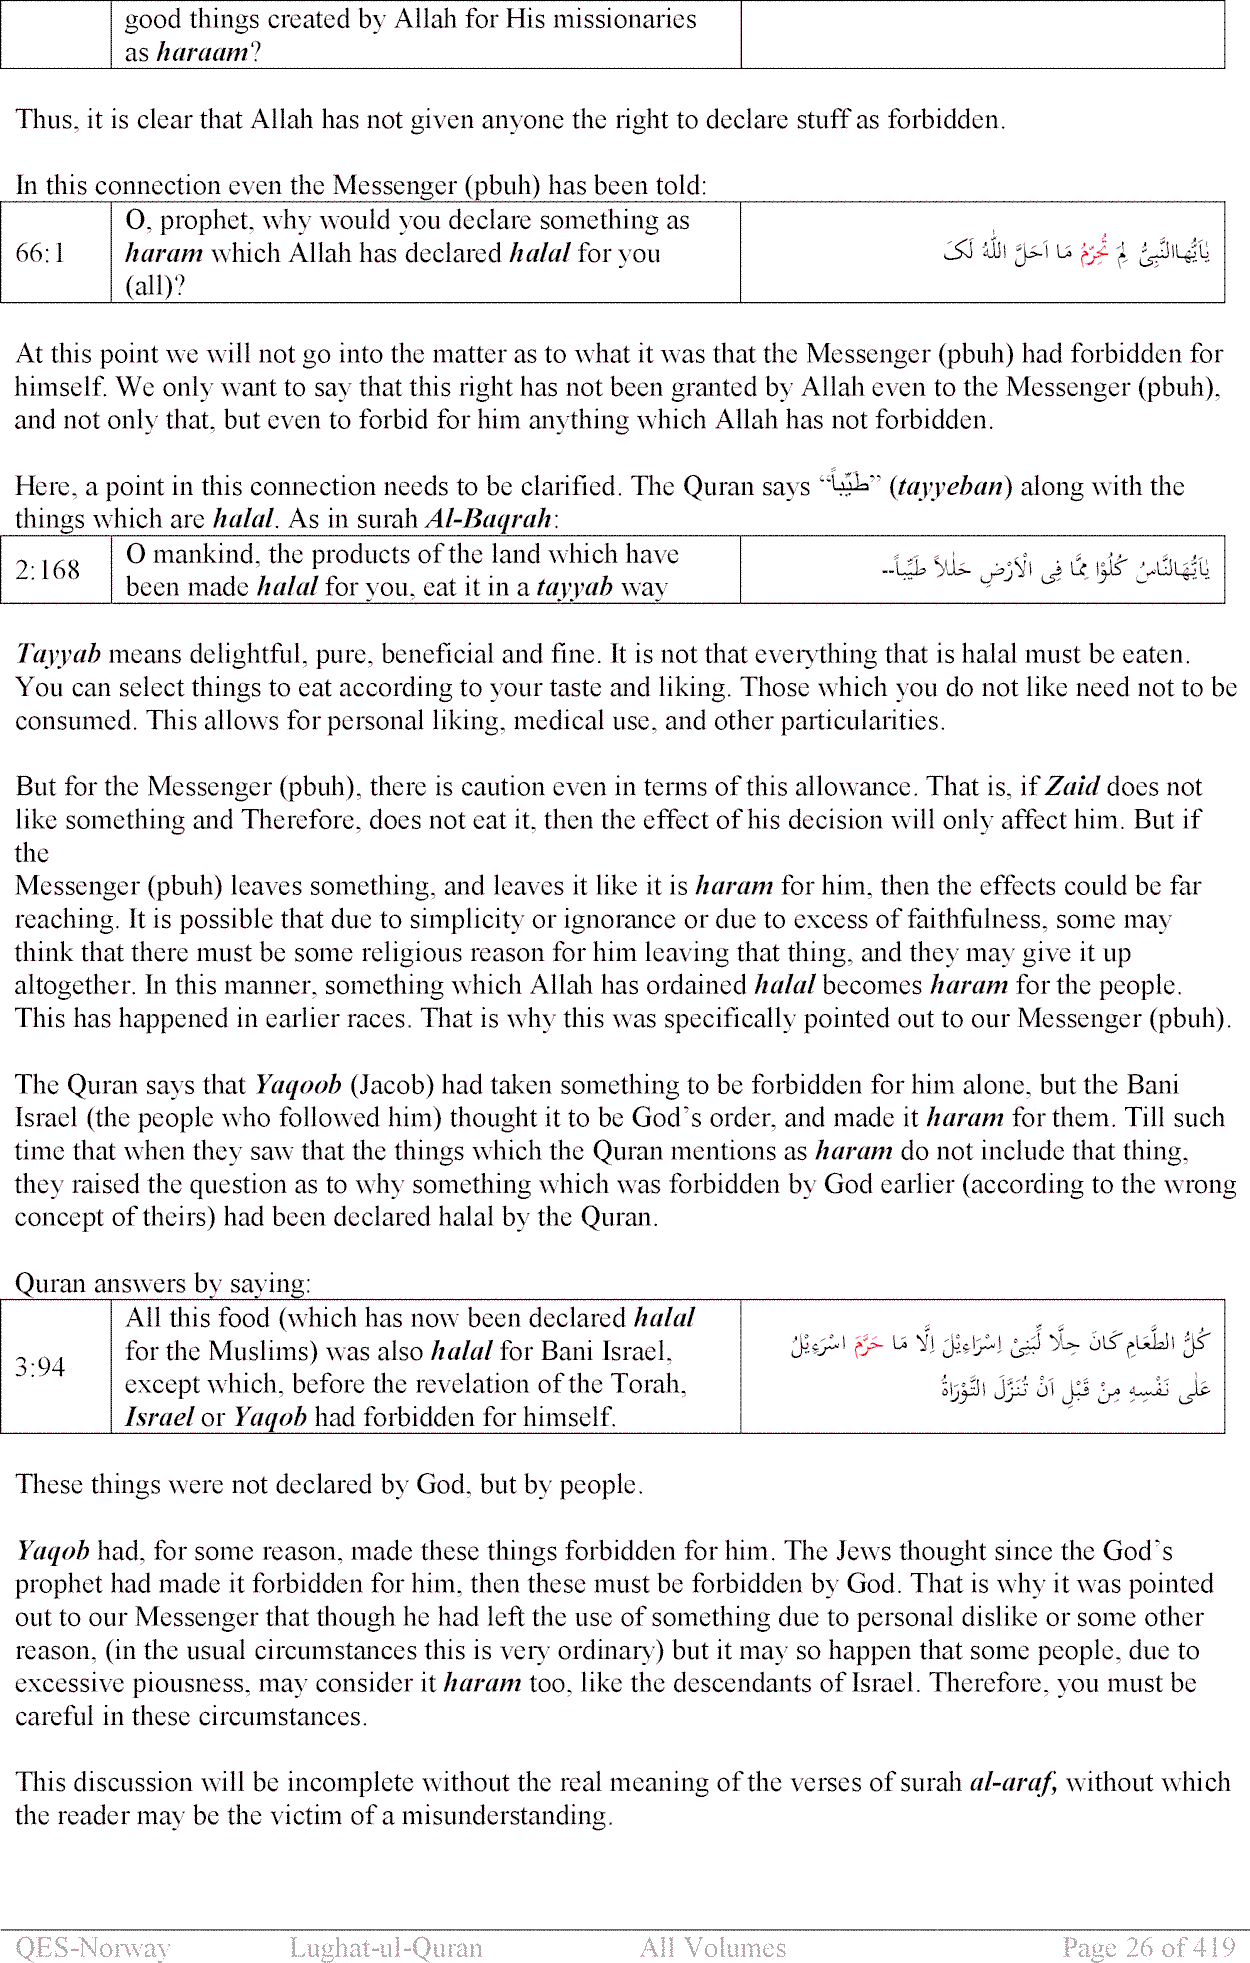 good things created by Allah for His missionaries
as haraam?
Thus, it is clear that Allah has not given anyone the right to declare stuff as forbidden.
In this connection even the Messenger (pbuh) has been told:
66:1
O, prophet, why would you declare something as
haram which Allah has declared halal for you
(all)?
يٰاَيُّهاالنَّبِىُّ لِمَ تُحَرِّمُ مَا اَحَلَّ اللّٰهُ لَکَ
At this point we will not go into the matter as to what it was that the Messenger (pbuh) had forbidden for
himself. We only want to say that this right has not been granted by Allah even to the Messenger (pbuh),
and not only that, but even to forbid for him anything which Allah has not forbidden.
Here, a point in this connection needs to be clarified. The Quran says “طَيِّباً” (tayyeban) along with the
things which are halal. As in surah Al-Baqrah:
2:168
O mankind, the products of the land which have
been made halal for you, eat it in a tayyab way
يٰاَيُّهَالنَّاسُ کُلُوْا مِمَّا فِى الْاَرْضِ حَلٰلاً طَيِّباً--
Tayyab means delightful, pure, beneficial and fine. It is not that everything that is halal must be eaten.
You can select things to eat according to your taste and liking. Those which you do not like need not to be
consumed. This allows for personal liking, medical use, and other particularities.
But for the Messenger (pbuh), there is caution even in terms of this allowance. That is, if Zaid does not
like something and Therefore, does not eat it, then the effect of his decision will only affect him. But if
the
Messenger (pbuh) leaves something, and leaves it like it is haram for him, then the effects could be far
reaching. It is possible that due to simplicity or ignorance or due to excess of faithfulness, some may
think that there must be some religious reason for him leaving that thing, and they may give it up
altogether. In this manner, something which Allah has ordained halal becomes haram for the people.
This has happened in earlier races. That is why this was specifically pointed out to our Messenger (pbuh).
The Quran says that Yaqoob (Jacob) had taken something to be forbidden for him alone, but the Bani
Israel (the people who followed him) thought it to be God’s order, and made it haram for them. Till such
time that when they saw that the things which the Quran mentions as haram do not include that thing,
they raised the question as to why something which was forbidden by God earlier (according to the wrong
concept of theirs) had been declared halal by the Quran.
Quran answers by saying:
3:94
All this food (which has now been declared halal
for the Muslims) was also halal for Bani Israel,
except which, before the revelation of the Torah,
Israel or Yaqob had forbidden for himself.
کُلُّ الطَّعَامِ کَانَ حِلًّا لِّبَنِىْ اِسْرَاءِيْلَ اِلَّا مَا حَرَّمَ اسْرَءِيْلُ
عَلٰى نَفْسِهِ مِنْ قَبْلِ اَنْ تُنَزَّلَ التَّوْرَاةُ
These things were not declared by God, but by people.
Yaqob had, for some reason, made these things forbidden for him. The Jews thought since the God’s
prophet had made it forbidden for him, then these must be forbidden by God. That is why it was pointed
out to our Messenger that though he had left the use of something due to personal dislike or some other
reason, (in the usual circumstances this is very ordinary) but it may so happen that some people, due to
excessive piousness, may consider it haram too, like the descendants of Israel. Therefore, you must be
careful in these circumstances.
This discussion will be incomplete without the real meaning of the verses of surah al-araf, without which
the reader may be the victim of a misunderstanding.
QES-Norway Lughat-ul-Quran All Volumes Page 26 of 419